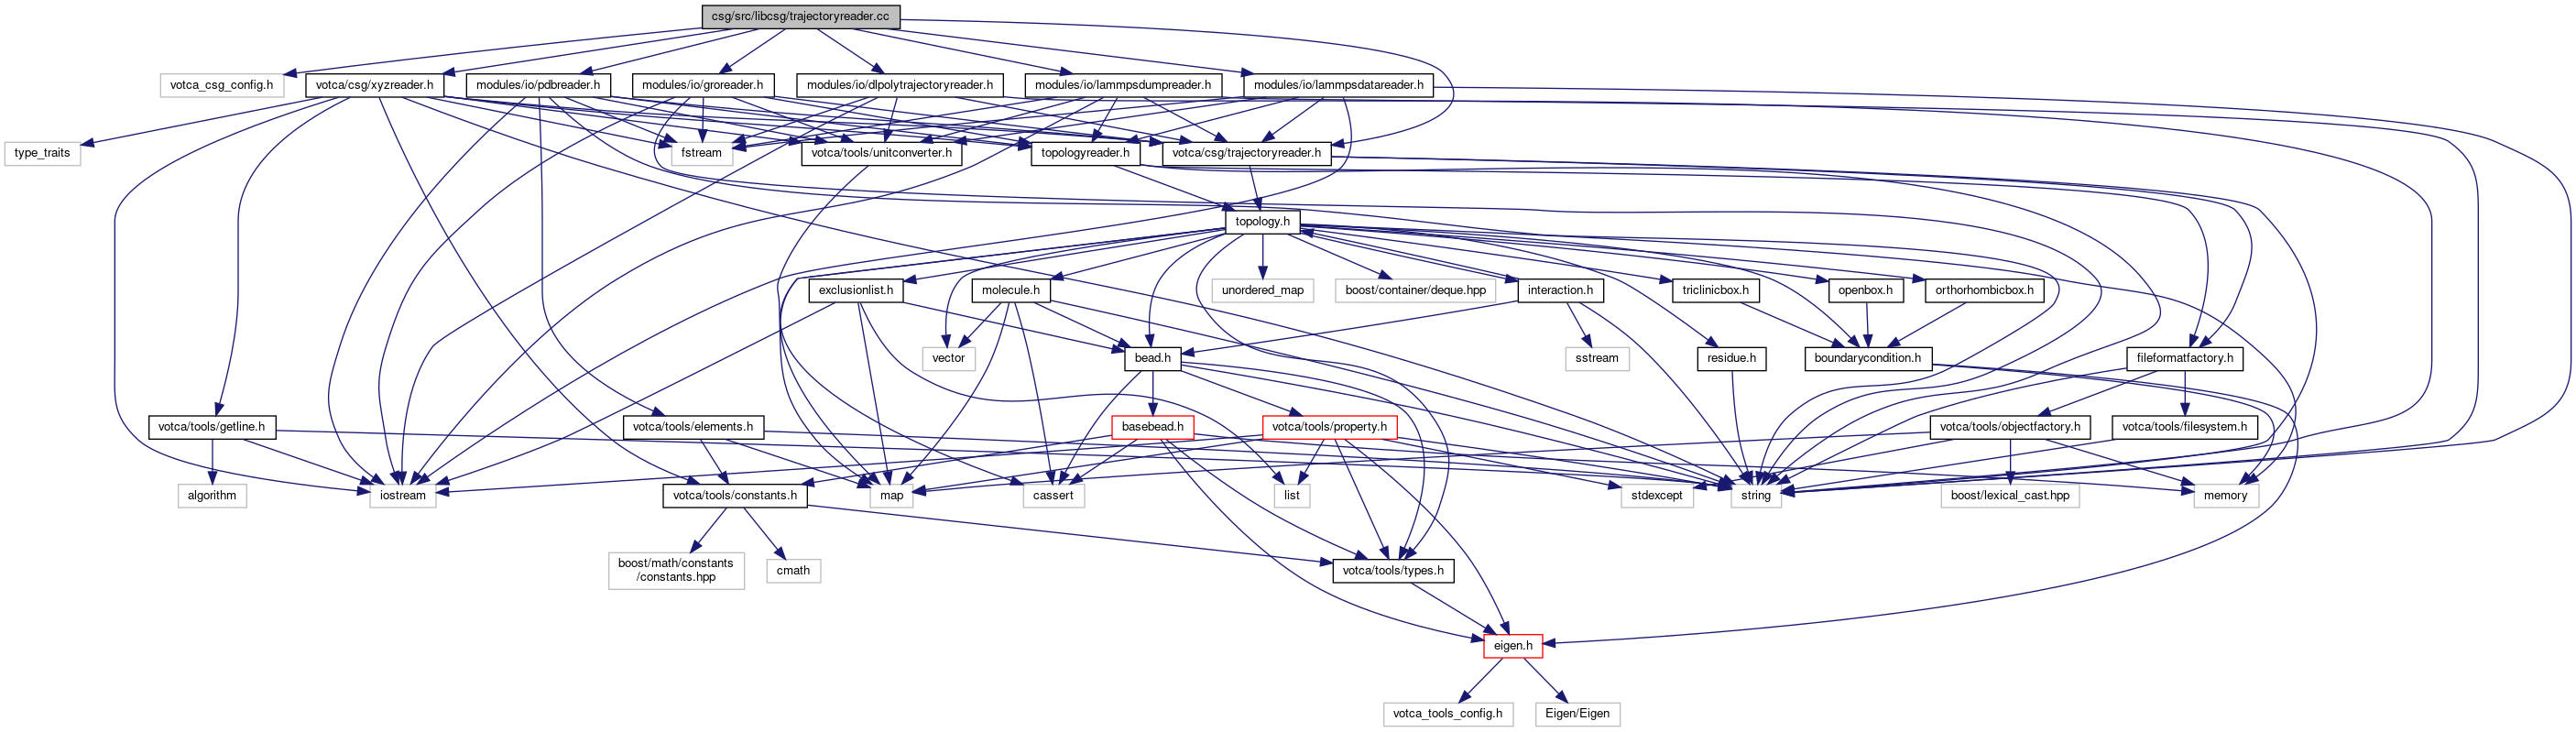 csg/src/libcsg/trajectoryreader.cc
votca_csg_config.h
votca/csg/xyzreader.h
modules/io/pdbreader.h
modules/io/groreader.h
modules/io/dlpolytrajectoryreader.h
modules/io/lammpsdumpreader.h
modules/io/lammpsdatareader.h
type_traits
fstream
votca/tools/unitconverter.h
topologyreader.h
votca/csg/trajectoryreader.h
topology.h
exclusionlist.h
molecule.h
unordered_map
boost/container/deque.hpp
interaction.h
triclinicbox.h
openbox.h
orthorhombicbox.h
vector
bead.h
sstream
residue.h
boundarycondition.h
fileformatfactory.h
votca/tools/getline.h
votca/tools/elements.h
basebead.h
votca/tools/property.h
votca/tools/objectfactory.h
votca/tools/filesystem.h
algorithm
iostream
votca/tools/constants.h
map
cassert
list
stdexcept
string
boost/lexical_cast.hpp
memory
boost/math/constants
/constants.hpp
cmath
votca/tools/types.h
eigen.h
votca_tools_config.h
Eigen/Eigen